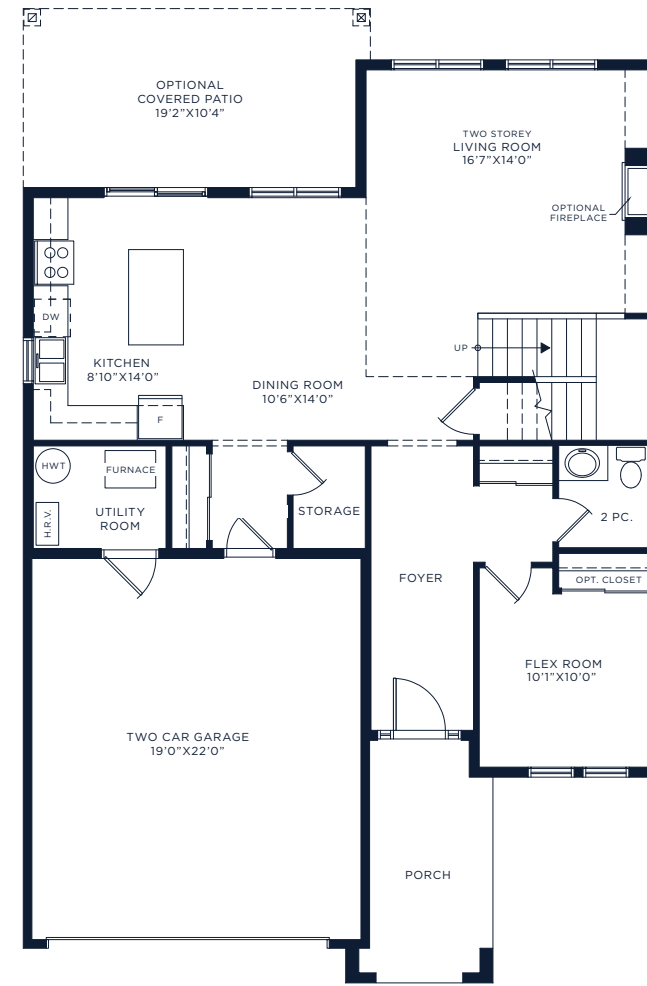 OPTIONAL
COVERED PATIO
19'2"X10'4"
TWO STOREY
LIVING ROOM
16'7"X14'0"
OPTIONAL
FIREPLACE
DW
UP
KITCHEN
8'10"X14'0"
DINING ROOM
10'6"X14'0"
F
HWT
FURNACE
H.R.V.
UTILITY
ROOM
STORAGE
2 PC.
FOYER
OPT. CLOSET
FLEX ROOM
10'1"X10'0"
TWO CAR GARAGE
19'0"X22'0"
PORCH